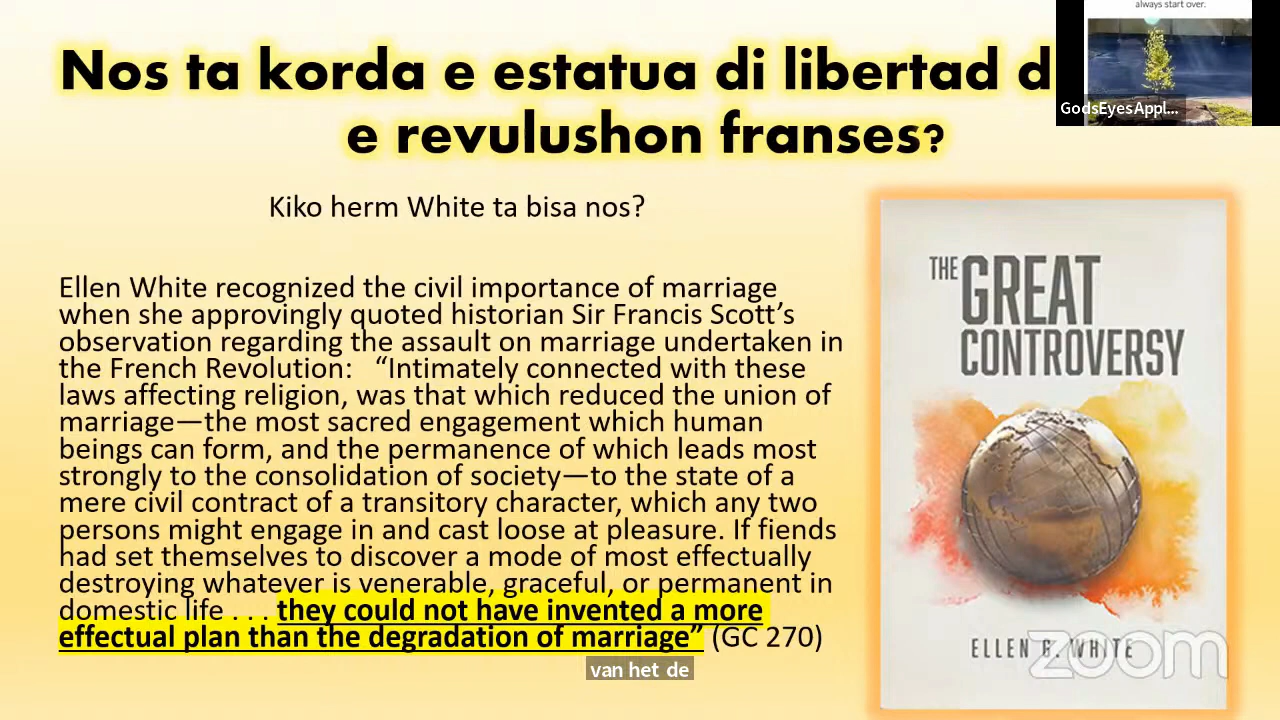 always start over.
Nos ta korda e estatua di libertad d
GodsEyesAppl...
e revulushon franses?
Kiko herm White ta bisa nos?
Ellen White recognized the civil importance of marriage
when she approvingly quoted historian Sir Francis Scott’s
observation regarding the assault on marriage undertaken in
the French Revolution: “Intimately connected with these
laws affecting religion, was that which reduced the union of
marriage—the most sacred engagement which human
beings can form, and the permanence of which leads most
strongly to the consolidation of society—to the state of a
mere civil contract of a transitory character, which any two
persons might engage in and cast loose at pleasure. If fiends
had set themselves to discover a mode of most effectually
destroying whatever is venerable, graceful, or permanent in
domestic life . . . they could not have invented a more
effectual plan than the degradation of marriage” (GC 270)
THE GREAT
CONTROVERSY
ELLEN G. WHITE
zoom
van het de